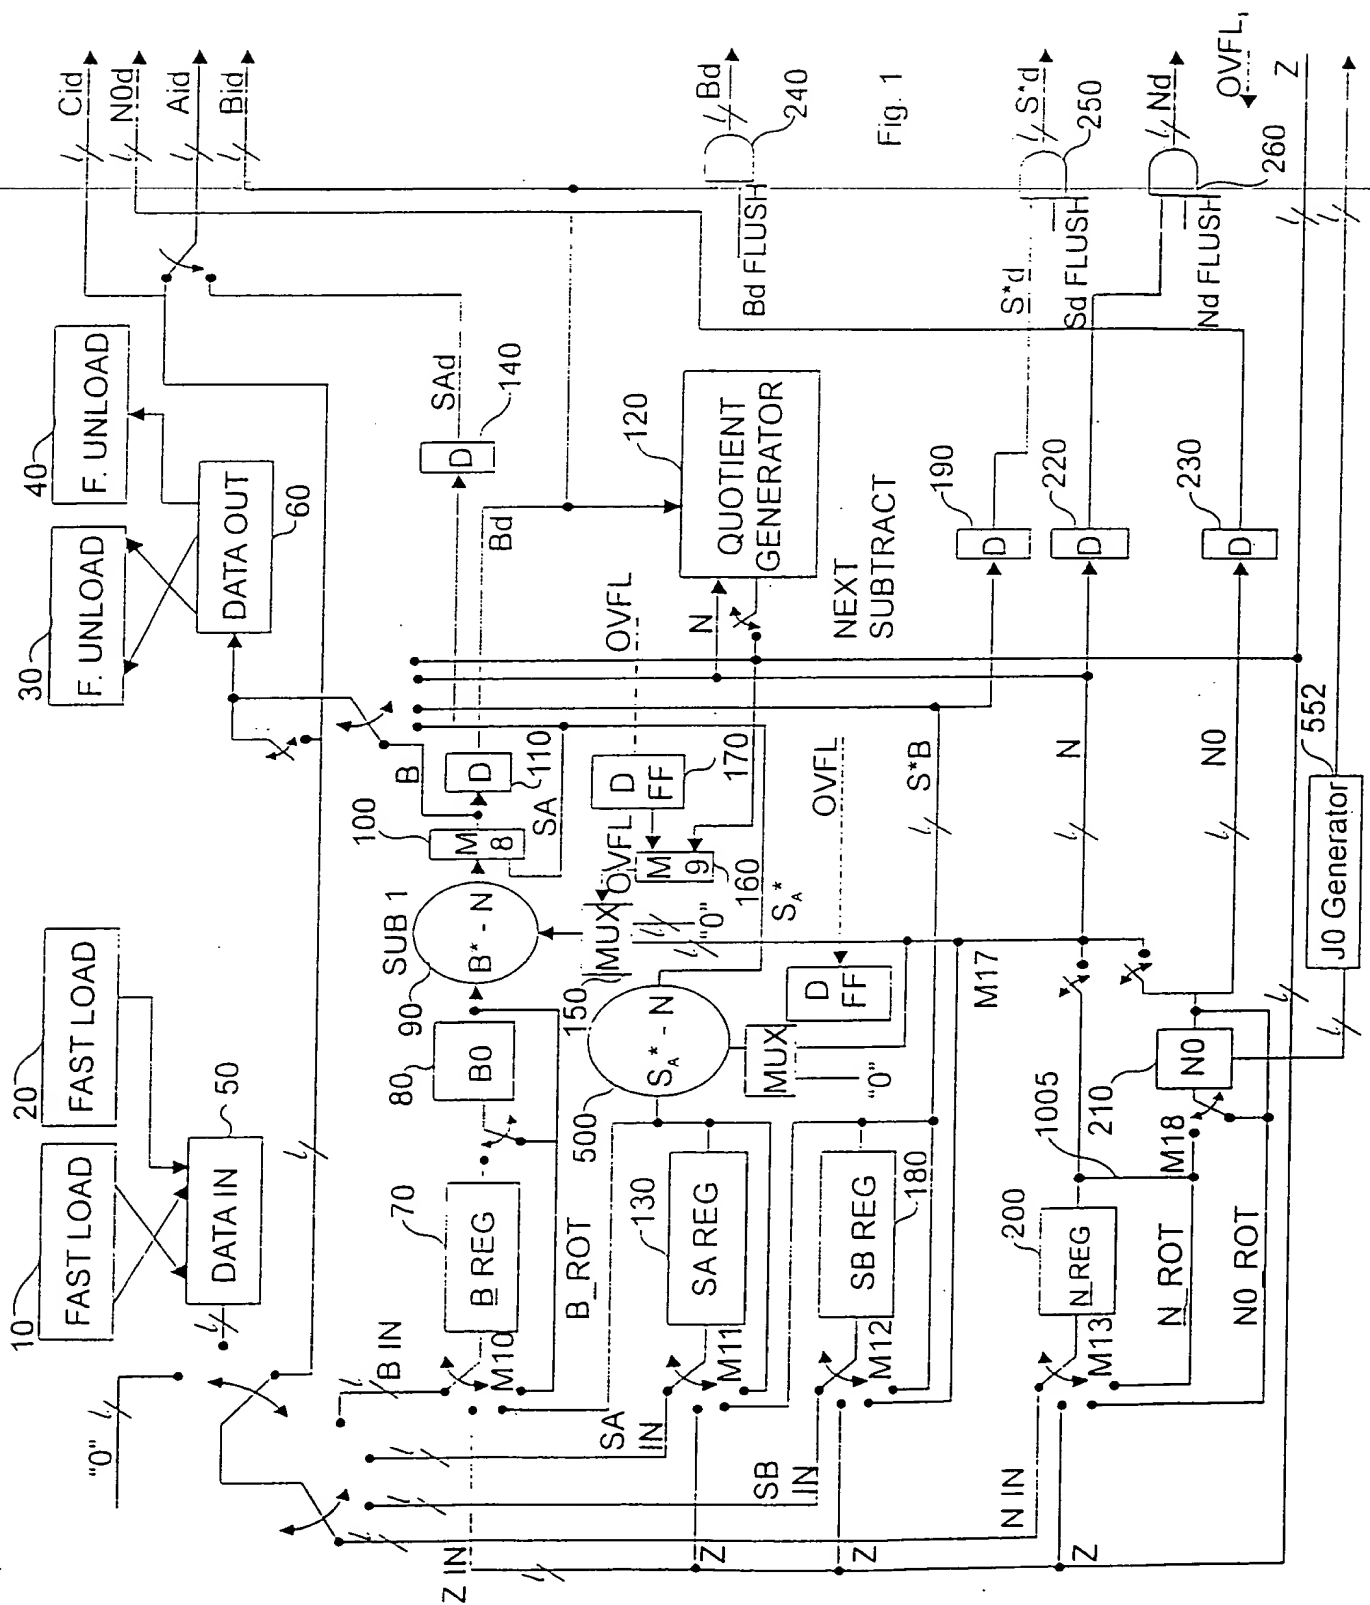 Cid
N0d
Aid
Bid
Bd
240
Fig. 1
S*d
250
Nd
260
OVFL
Z
Bd FLUSH
S*d
Sd FLUSH
Nd FLUSH
40
F. UNLOAD
30
F. UNLOAD
DATA OUT
60
SAd
140
D
Bd
120
QUOTIENT
GENERATOR
N
NEXT
SUBTRACT
190
D
220
D
230
D
OVFL
B
D
110
100
M
8
SA
D
FF
170
OVFL
M
9
160
OVFL
S*B
N
N0
552
J0 Generator
20
FAST LOAD
10
FAST LOAD
50
DATA IN
"0"
SUB 1
90
B* - N
80
B0
150
MUX
"0"
SA*
500
SA* - N
D
FF
MUX
"0"
M17
1005
210
N0
M18
70
B REG
B_ROT
B IN
M10
130
SA REG
SA
IN
M11
SB REG
180
SB
IN
M12
200
N_REG
N IN
M13
N_ROT
N0_ROT
Z IN
Z
Z
Z